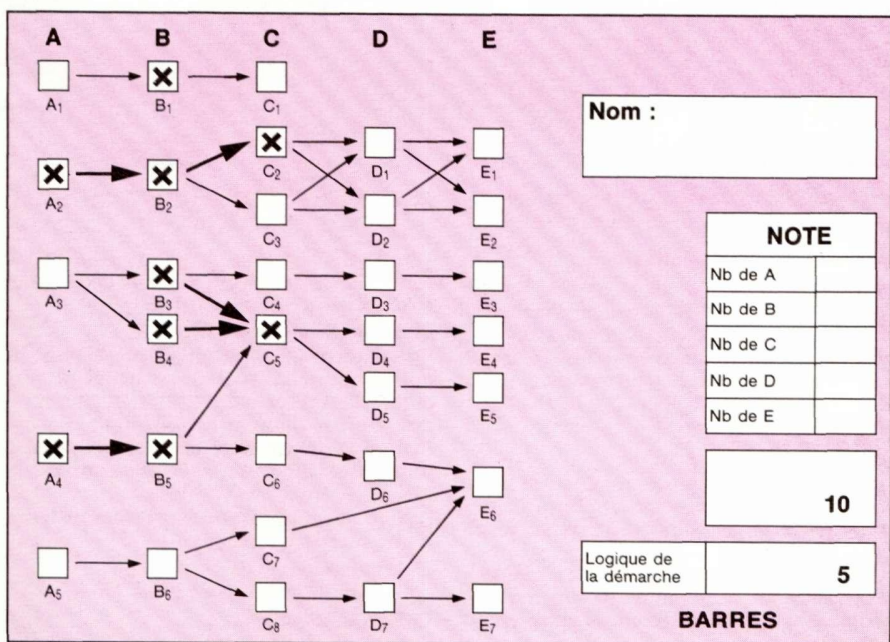 A B C D E
A1 B1 C1
A2 B2 C2 D1 E1
C3 D2 E2
A3 B3 C4 D3 E3
B4 C5 D4 E4
D5 E5
A4 B5 C6 D6 E6
C7
A5 B6 C8 D7 E7
Nom :
NOTE
Nb de A
Nb de B
Nb de C
Nb de D
Nb de E
10
Logique de
la démarche
5
BARRES